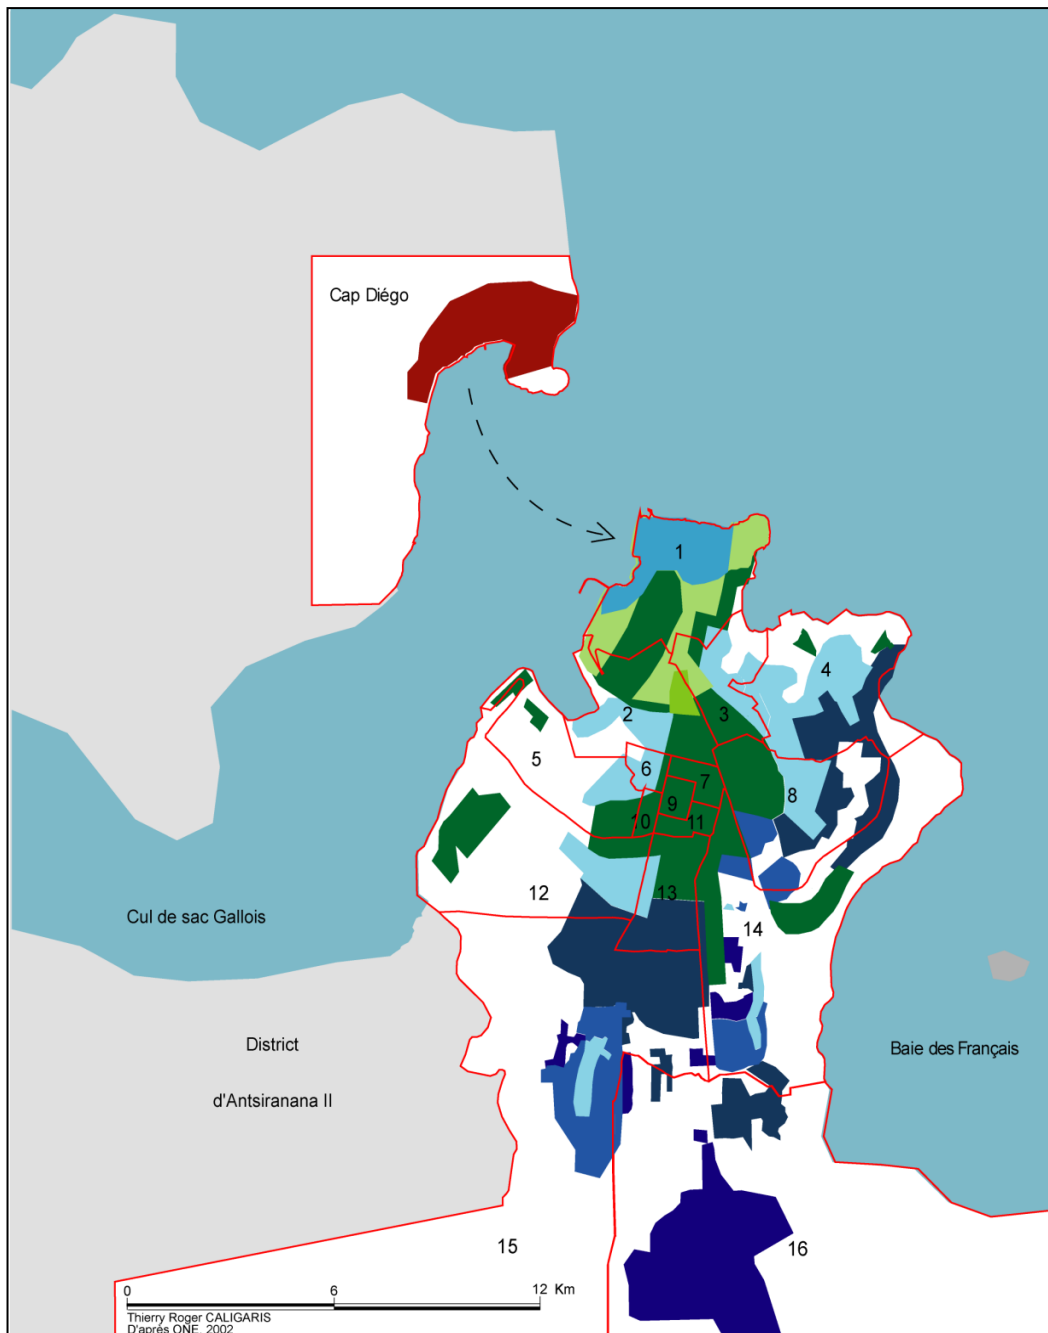 Cap Diégo
1
4
2
3
5
6
7
8
9
10
11
12
13
Cul de sac Gallois
14
District
Baie des Français
d'Antsiranana II
15
16
0
6
12 Km
Thierry Roger CALIGARIS
D'aprés ONE, 2002